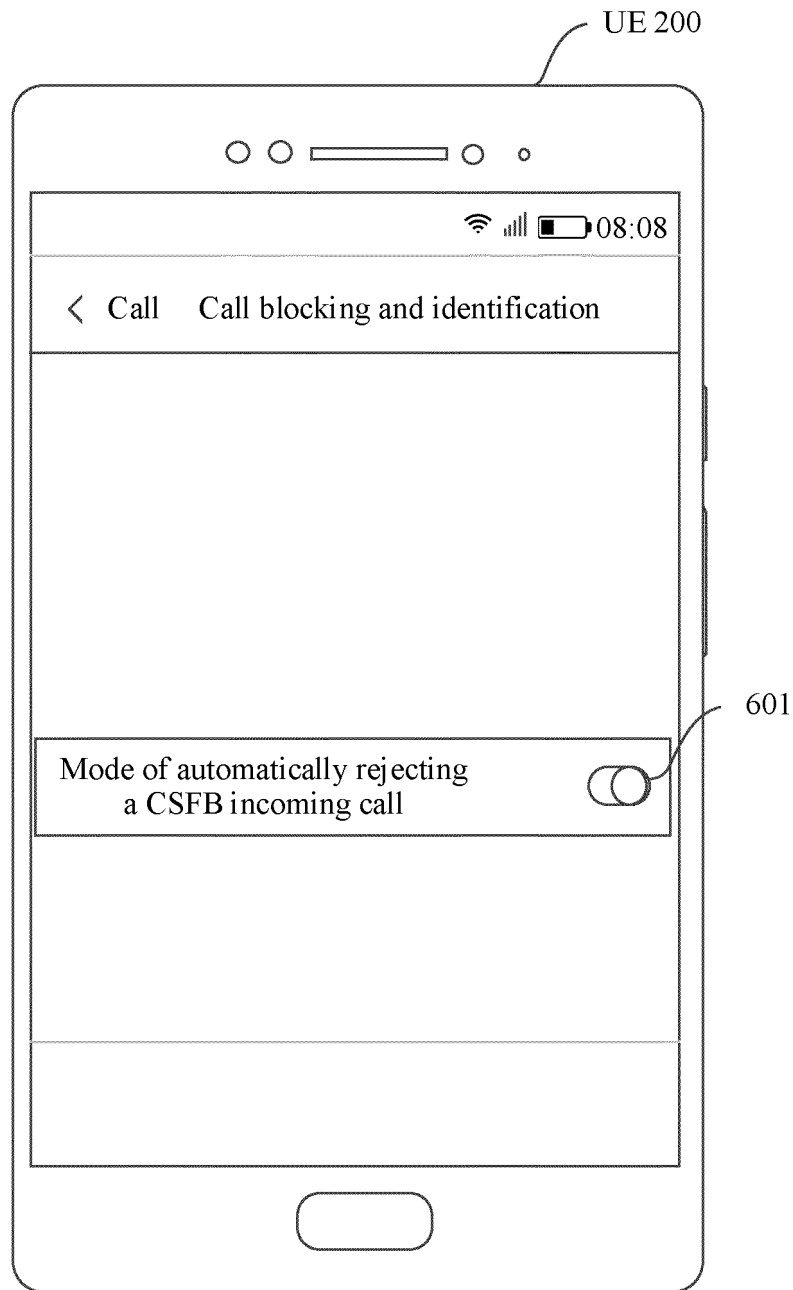 UE 200
08:08
< Call Call blocking and identification
601
Mode of automatically rejecting
a CSFB incoming call